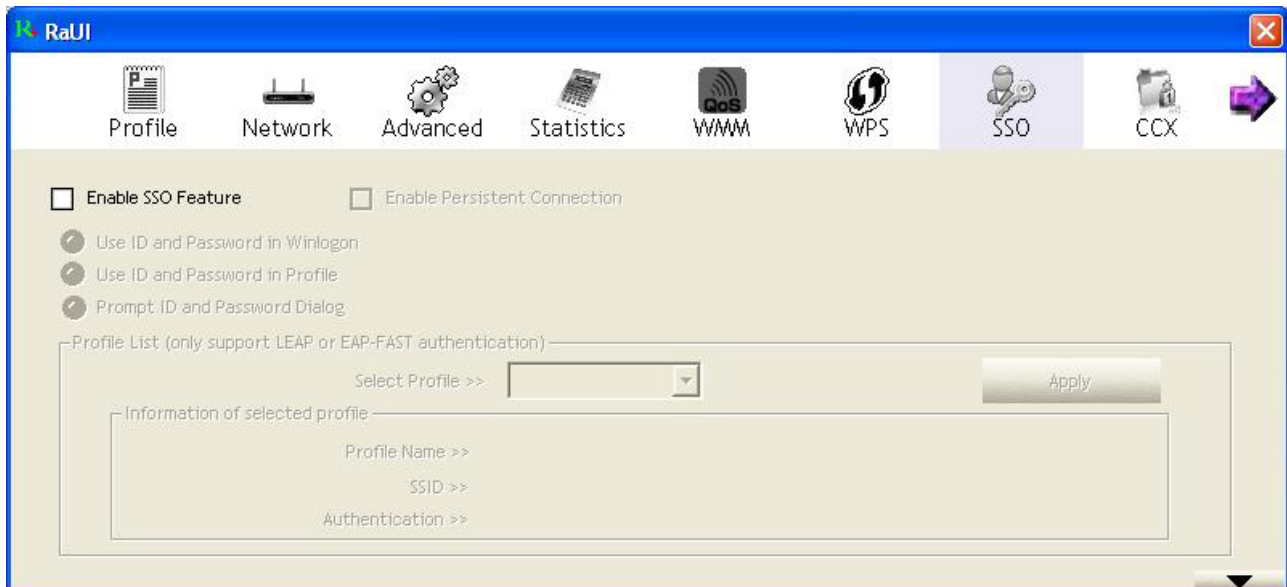 RaUI
Profile Network Advanced Statistics WMM WPS SSO CCX
QoS
Enable SSO Feature Enable Persistent Connection
Use ID and Password in Winlogon
Use ID and Password in Profile
Prompt ID and Password Dialog
Profile List (only support LEAP or EAP-FAST authentication)
Select Profile >> Apply
Information of selected profile
Profile Name >>
SSID >>
Authentication >>